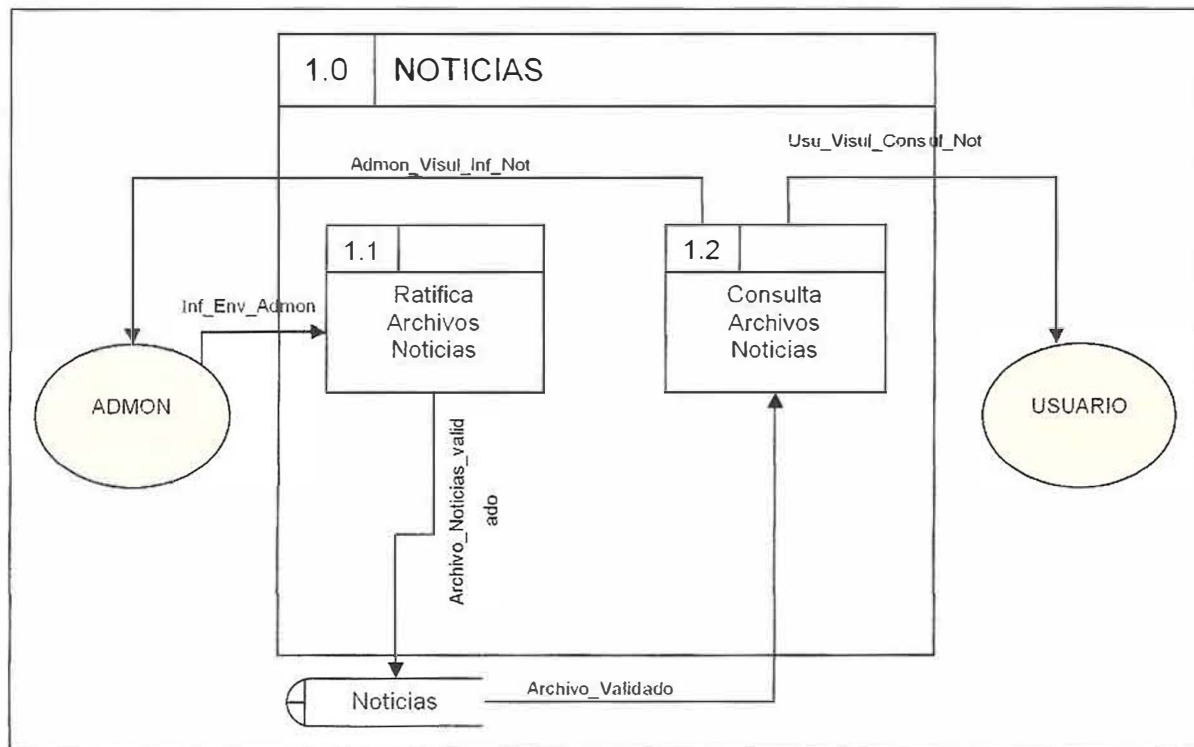 1.0 NOTICIAS
Usu_Visul_Consul_Not
Admon_Visul_Inf_Not
1.1
1.2
Inf_Env_Admon
Ratifica
Archivos
Noticias
Consulta
Archivos
Noticias
ADMON
USUARIO
Archivo_Noticias_valid
ado
Noticias
Archivo_Validado